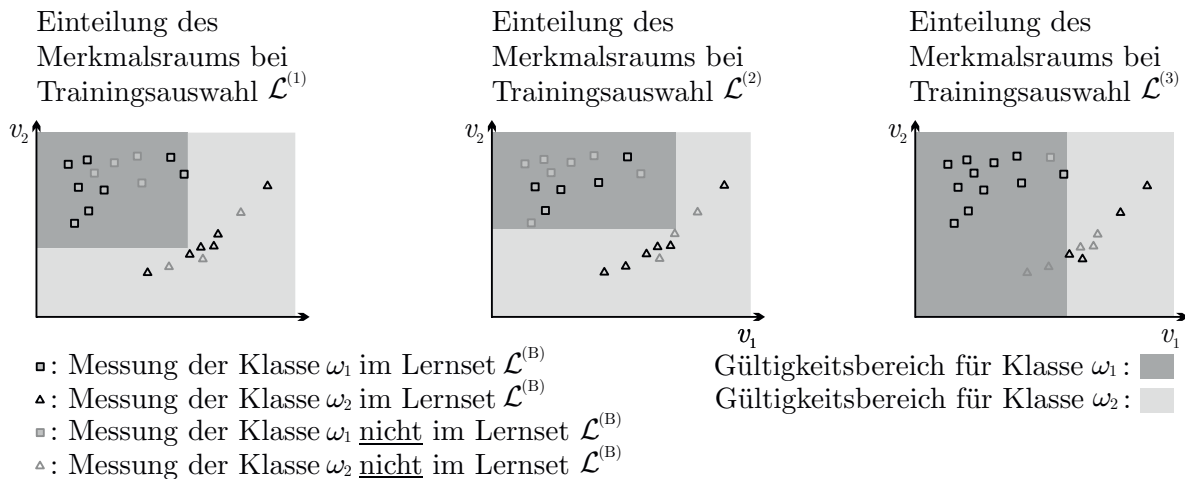 Einteilung des
Merkmalsraums bei
Trainingsauswahl 𝓛⁽¹⁾
v₂
Einteilung des
Merkmalsraums bei
Trainingsauswahl 𝓛⁽²⁾
v₂
v₁
Einteilung des
Merkmalsraums bei
Trainingsauswahl 𝓛⁽³⁾
v₂
v₁
: Messung der Klasse ω₁ im Lernset 𝓛⁽ᴮ⁾
: Messung der Klasse ω₂ im Lernset 𝓛⁽ᴮ⁾
: Messung der Klasse ω₁ nicht im Lernset 𝓛⁽ᴮ⁾
: Messung der Klasse ω₂ nicht im Lernset 𝓛⁽ᴮ⁾
Gültigkeitsbereich für Klasse ω₁:
Gültigkeitsbereich für Klasse ω₂: